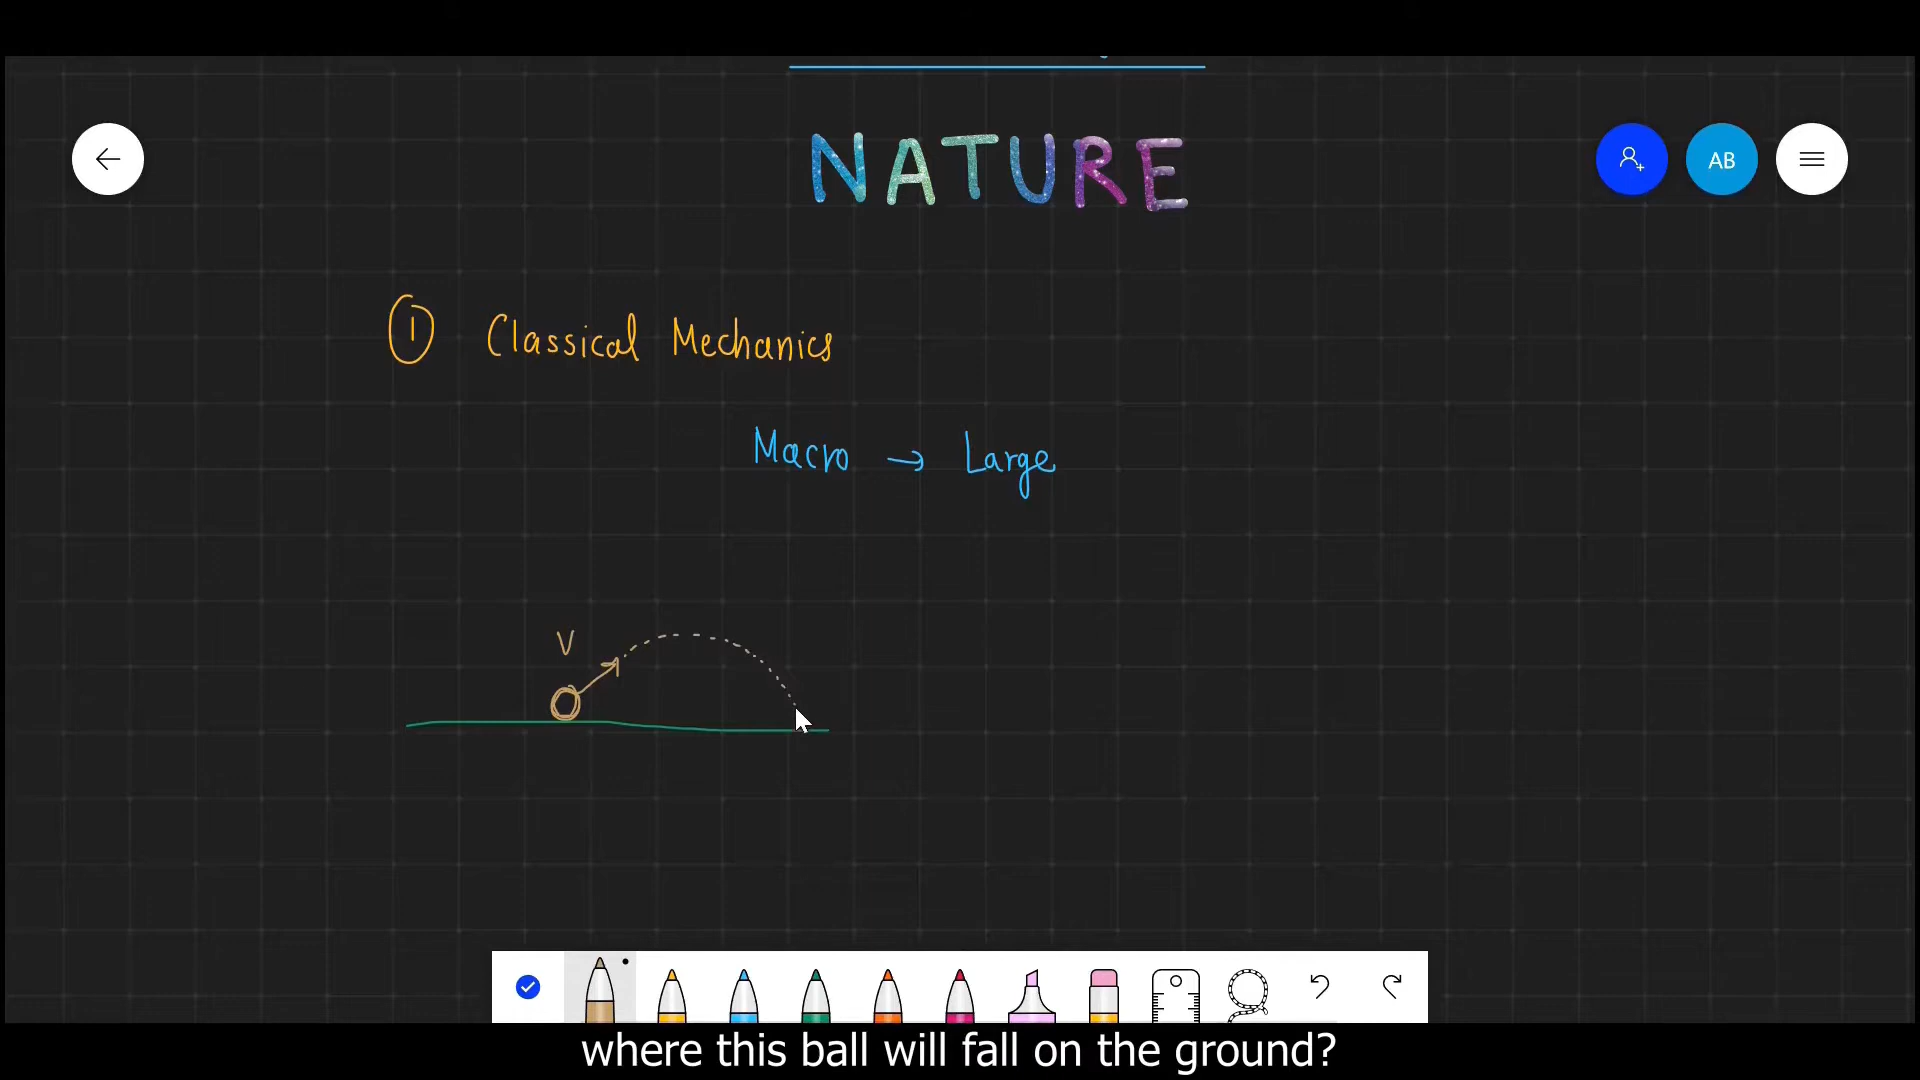 NATURE
AB
① Classical Mechanics
Macro → Large
V
where this ball will fall on the ground?